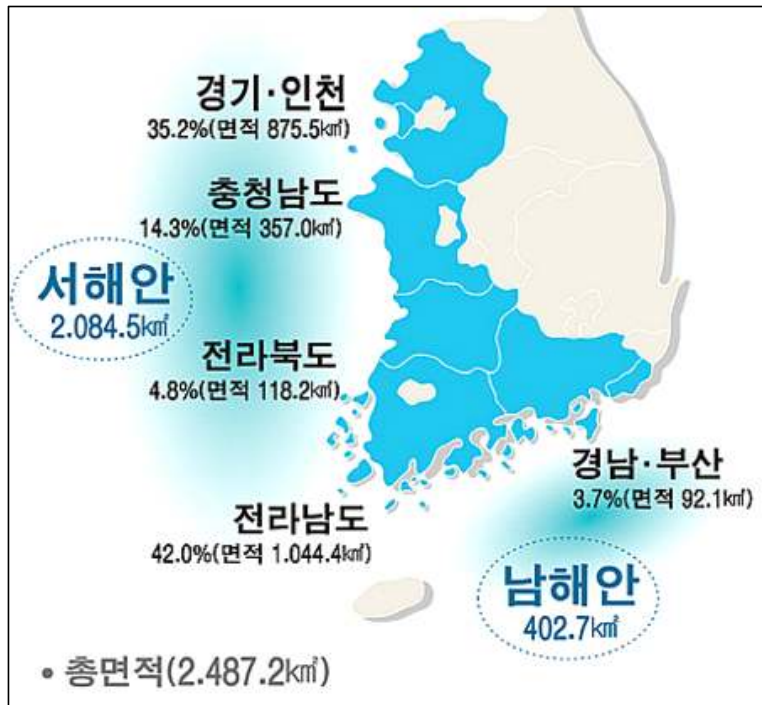 경기·인천
35.2%(면적 875.5㎢)
충청남도
14.3%(면적 357.0㎢)
서해안
2.084.5㎢
전라북도
4.8%(면적 118.2㎢)
경남·부산
3.7%(면적 92.1㎢)
전라남도
42.0%(면적 1.044.4㎢)
남해안
402.7㎢
• 총면적(2.487.2㎢)